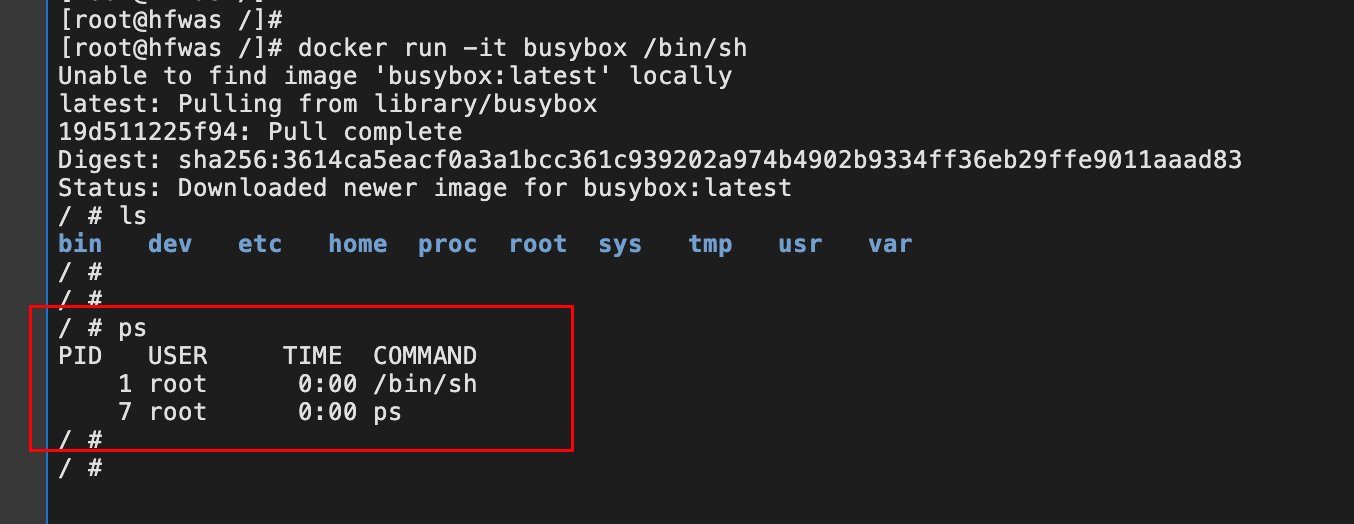 [root@hfwas /]#
[root@hfwas /]# docker run -it busybox /bin/sh
Unable to find image 'busybox:latest' locally
latest: Pulling from library/busybox
19d511225f94: Pull complete
Digest: sha256:3614ca5eacf0a3a1bcc361c939202a974b4902b9334ff36eb29ffe9011aaad83
Status: Downloaded newer image for busybox:latest
/ # ls
bin   dev   etc   home  proc  root  sys   tmp   usr   var
/ #
/ #
/ # ps
PID   USER     TIME  COMMAND
    1 root      0:00 /bin/sh
    7 root      0:00 ps
/ #
/ #